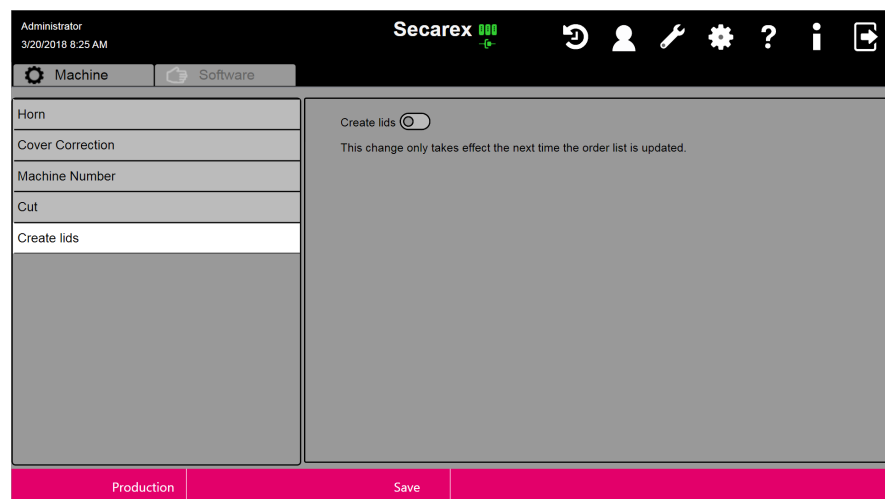 Administrator
3/20/2018 8:25 AM
Secarex
?
i
Machine
Software
Horn
Cover Correction
Machine Number
Cut
Create lids
Create lids
This change only takes effect the next time the order list is updated.
Production
Save